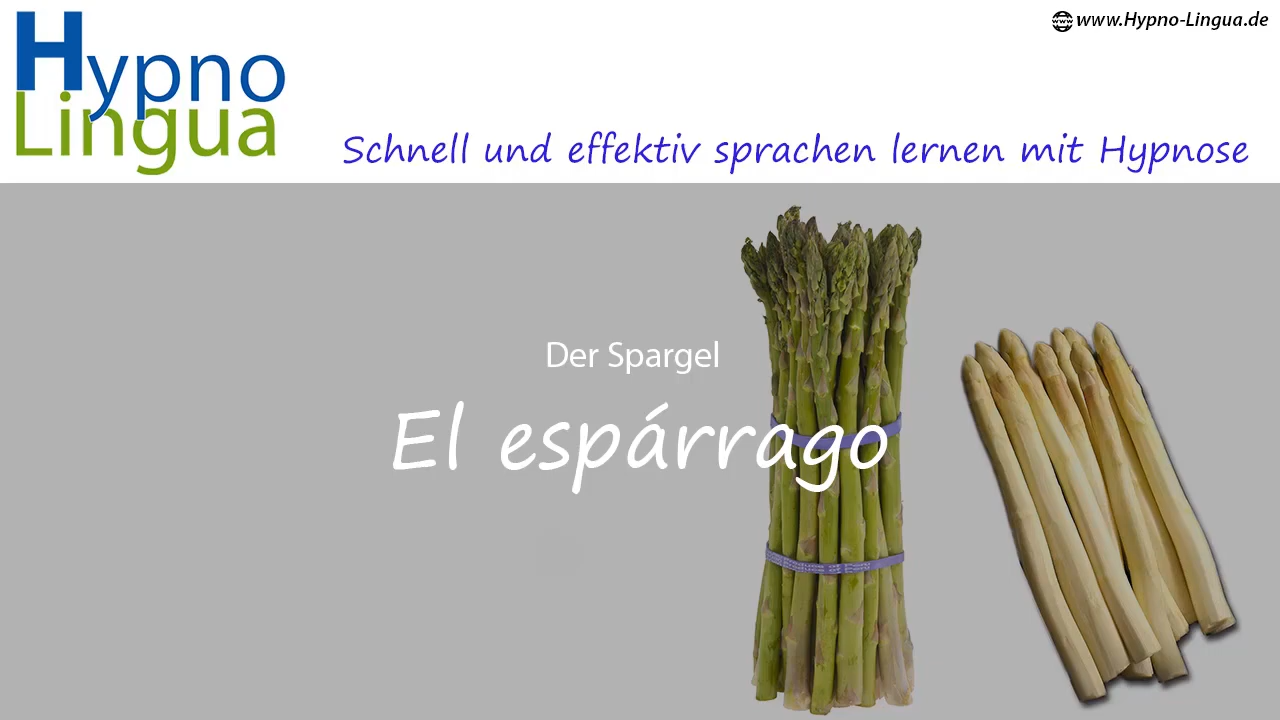 www.Hypno-Lingua.de
Hypno
Lingua
Schnell und effektiv sprachen lernen mit Hypnose
Der Spargel
El espárrago